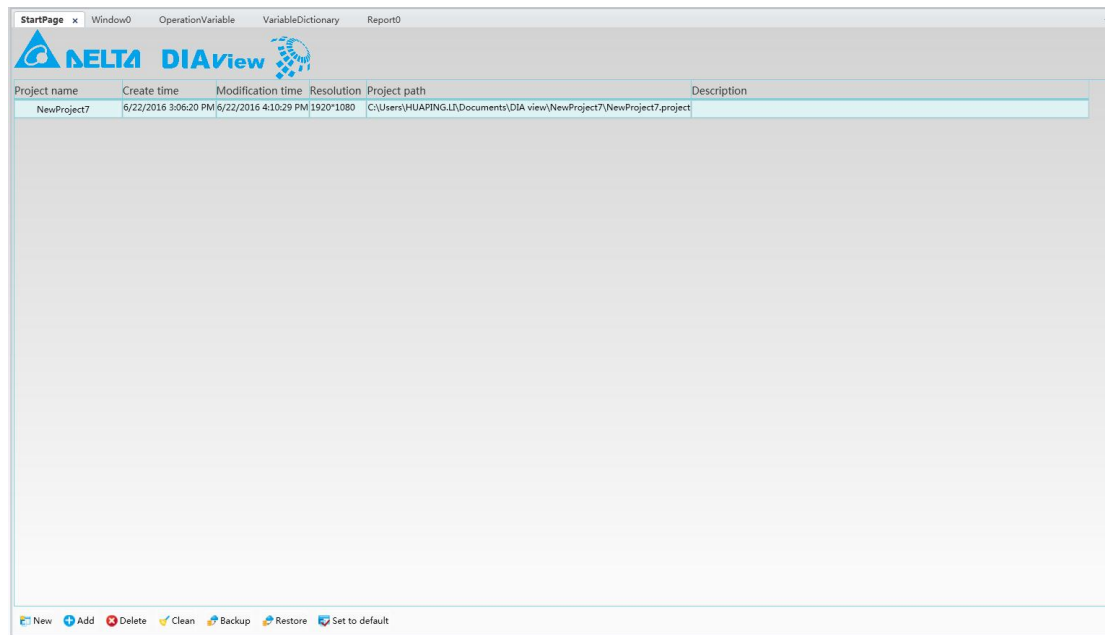 StartPage x Window0 OperationVariable VariableDictionary Report0
DELTA DIAView
Project name Create time Modification time Resolution Project path Description
NewProject7 6/22/2016 3:06:20 PM 6/22/2016 4:10:29 PM 1920*1080 C:\Users\HUAPING.LI\Documents\DIA view\NewProject7\NewProject7.project
New Add Delete Clean Backup Restore Set to default